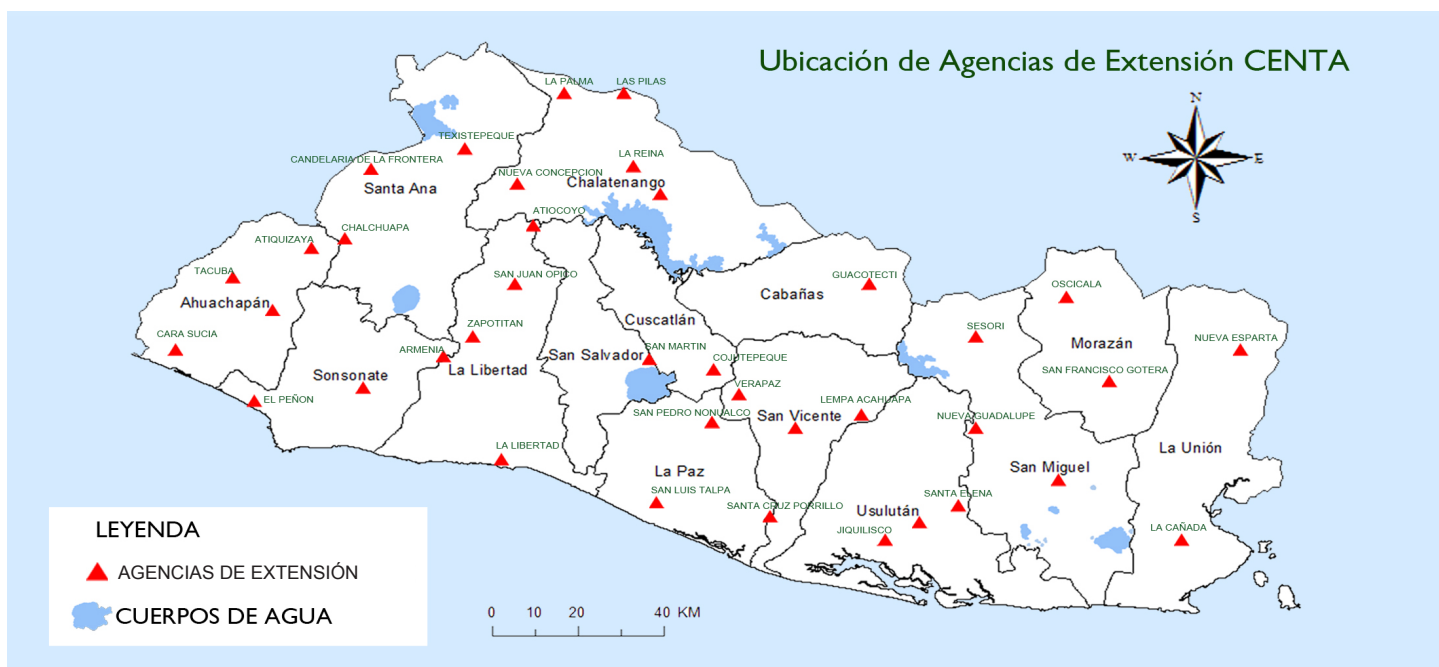 Ubicación de Agencias de Extensión CENTA
N
W
E
S
LA PALMA
LAS PILAS
TEXISTEPEQUE
CANDELARIA DE LA FRONTERA
LA REINA
NUEVA CONCEPCION
Chalatenango
Santa Ana
ATIOCOYO
CHALCHUAPA
ATIQUIZAYA
TACUBA
SAN JUAN OPICO
GUACOTECTI
OSCICALA
Ahuachapán
Cabañas
CARA SUCIA
ZAPOTITAN
Cuscatlán
SESORI
NUEVA ESPARTA
ARMENIA
San Salvador
SAN MARTIN
COJUTEPEQUE
Morazán
Sonsonate
La Libertad
SAN FRANCISCO GOTERA
VERAPAZ
EL PEÑON
SAN PEDRO NONUALCO
San Vicente
LEMPA ACAHUAPA
NUEVA GUADALUPE
LA LIBERTAD
La Unión
La Paz
San Miguel
SAN LUIS TALPA
SANTA CRUZ PORRILLO
SANTA ELENA
Usulután
JIQUILISCO
LA CAÑADA
LEYENDA
AGENCIAS DE EXTENSIÓN
CUERPOS DE AGUA
0 10 20 40 KM